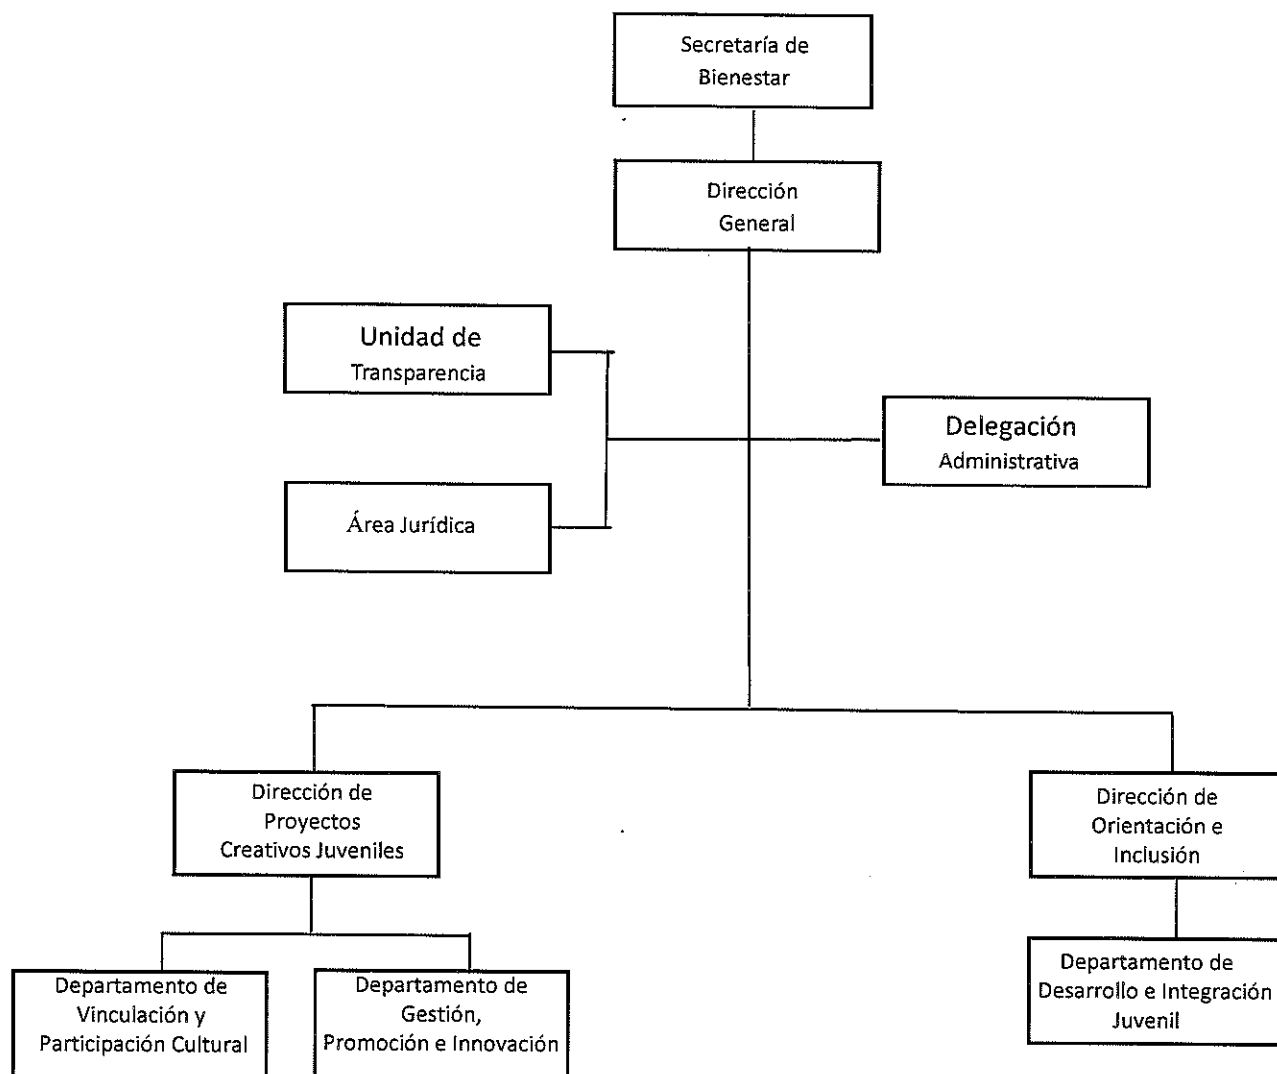 Secretaría de
Bienestar
Dirección
General
Unidad de
Transparencia
Delegación
Administrativa
Área Jurídica
Dirección de
Proyectos
Creativos Juveniles
Dirección de
Orientación e
Inclusión
Departamento de
Vinculación y
Participación Cultural
Departamento de
Gestión,
Promoción e Innovación
Departamento de
Desarrollo e Integración
Juvenil